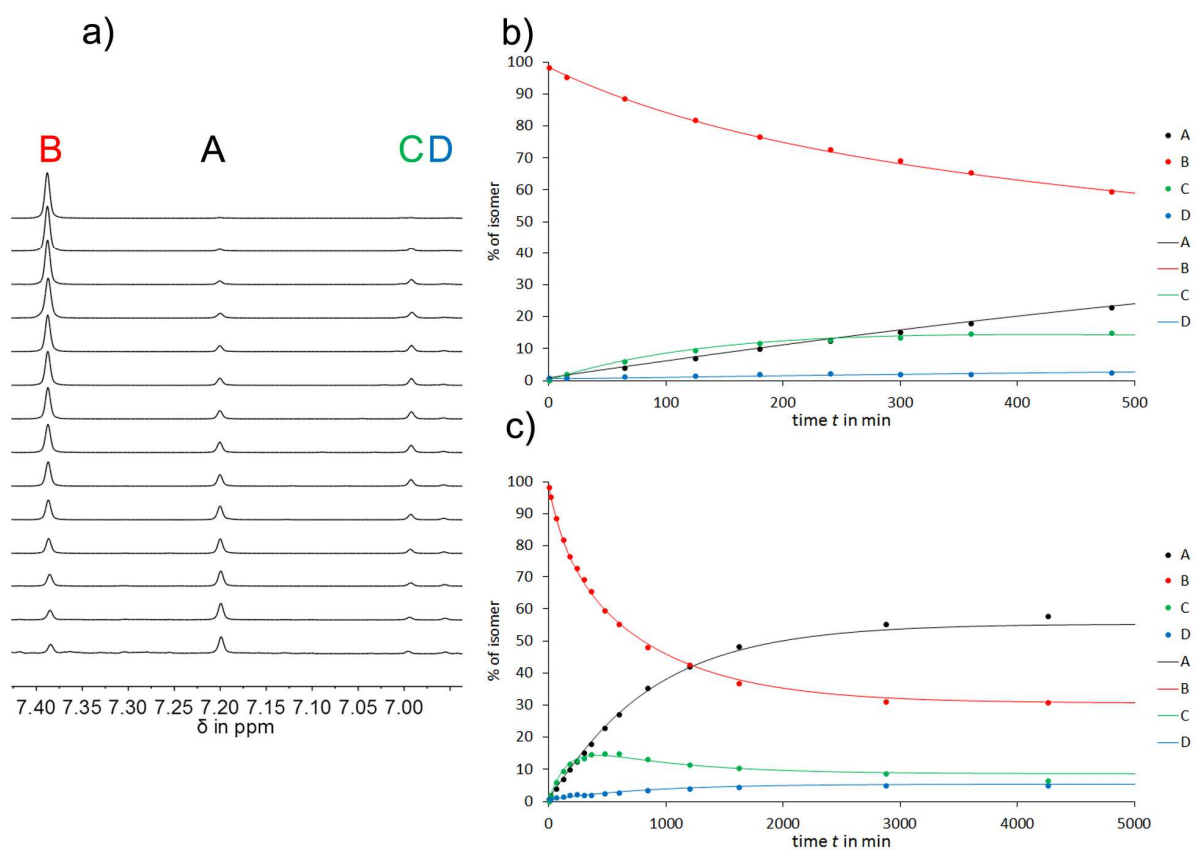 a)
B A C D
7.40 7.35 7.30 7.25 7.20 7.15 7.10 7.05 7.00
δ in ppm
b)
100
90
80
70
60
50
40
30
20
10
0
% of isomer
0 100 200 300 400 500
time t in min
A
B
C
D
A
B
C
D
c)
100
90
80
70
60
50
40
30
20
10
0
% of isomer
0 1000 2000 3000 4000 5000
time t in min
A
B
C
D
A
B
C
D